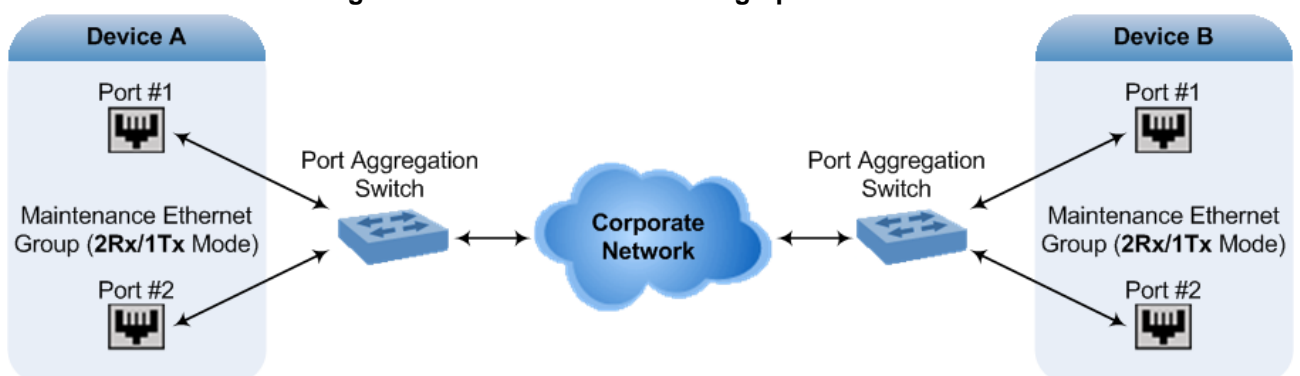 Device A
Port #1
Maintenance Ethernet
Group (2Rx/1Tx Mode)
Port #2
Port Aggregation
Switch
Corporate
Network
Port Aggregation
Switch
Device B
Port #1
Maintenance Ethernet
Group (2Rx/1Tx Mode)
Port #2